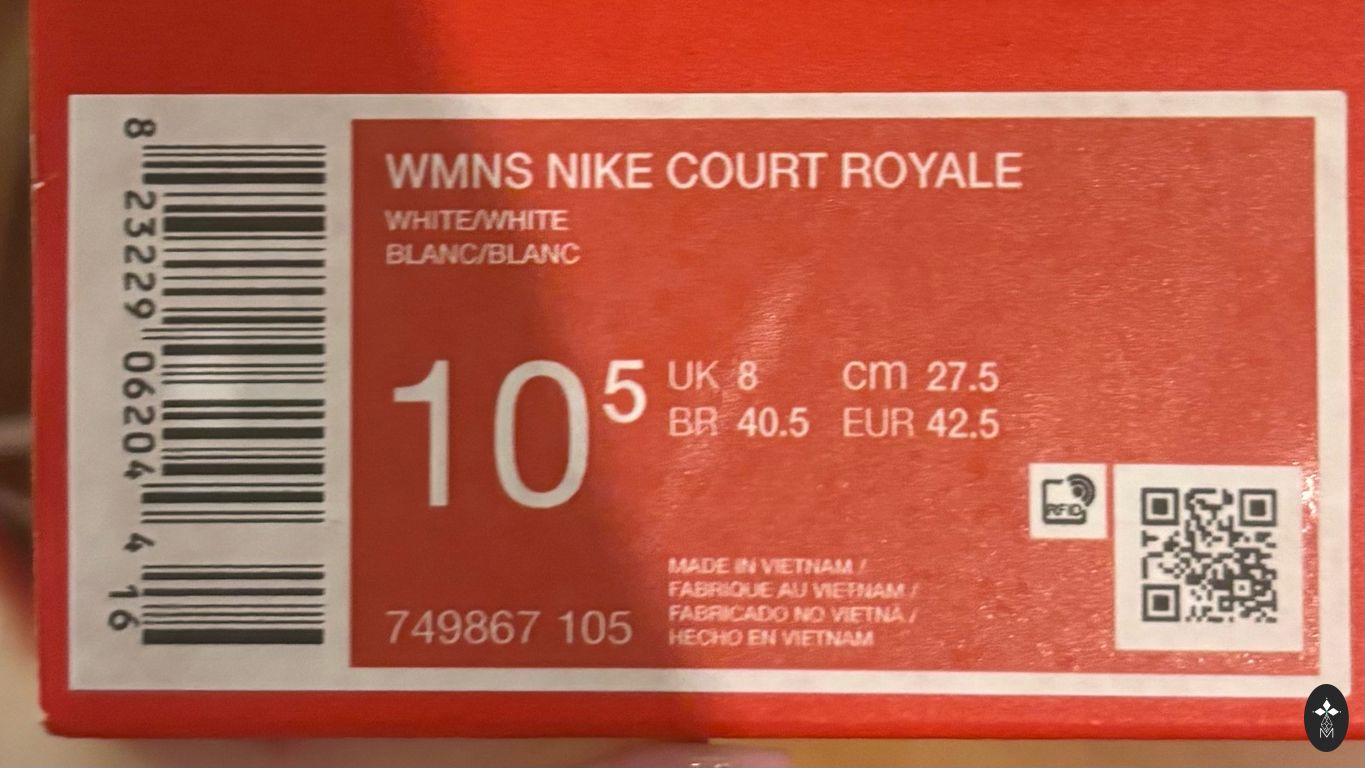 8 23229 06204 4 16
WMNS NIKE COURT ROYALE
WHITE/WHITE
BLANC/BLANC
10 5
UK 8 cm 27.5
BR 40.5 EUR 42.5
RFID
MADE IN VIETNAM /
FABRIQUE AU VIETNAM /
FABRICADO NO VIETNÃ /
HECHO EN VIETNAM
749867 105
M